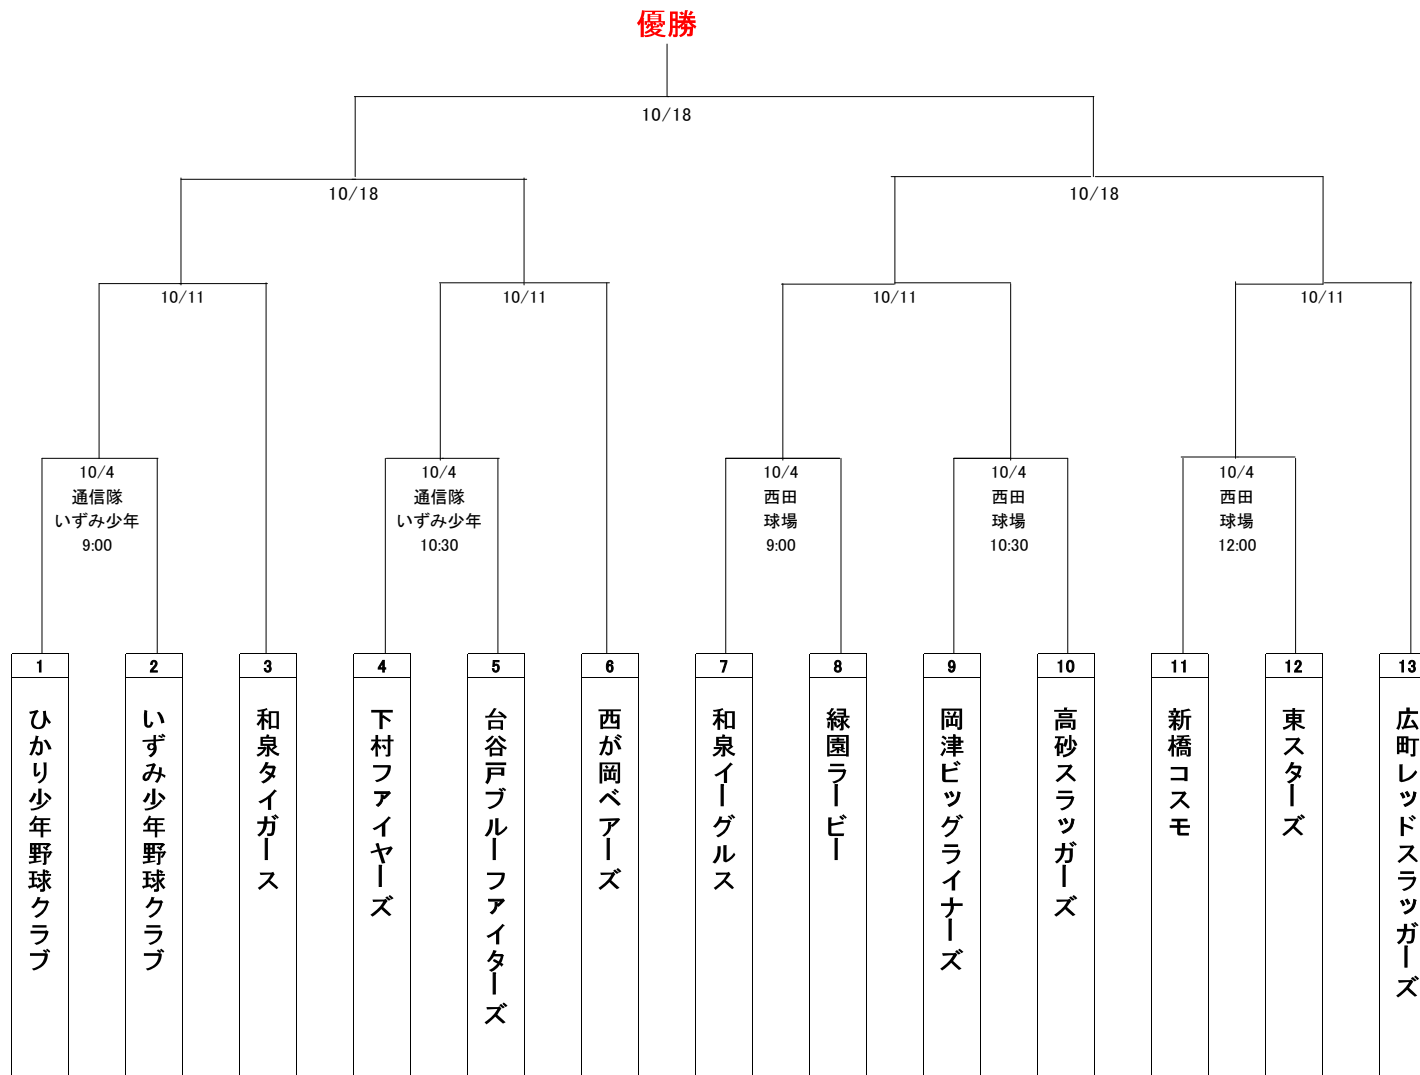 優勝
10/18
10/18
10/18
10/11
10/11
10/11
10/11
10/4
通信隊
いずみ少年
9:00
10/4
通信隊
いずみ少年
10:30
10/4
西田
球場
9:00
10/4
西田
球場
10:30
10/4
西田
球場
12:00
1
ひかり少年野球クラブ
2
いずみ少年野球クラブ
3
和泉タイガース
4
下村ファイヤーズ
5
台谷戸ブルーファイターズ
6
西が岡ベアーズ
7
和泉イーグルス
8
緑園ラービー
9
岡津ビッグライナーズ
10
高砂スラッガーズ
11
新橋コスモ
12
東スターズ
13
広町レッドスラッガーズ